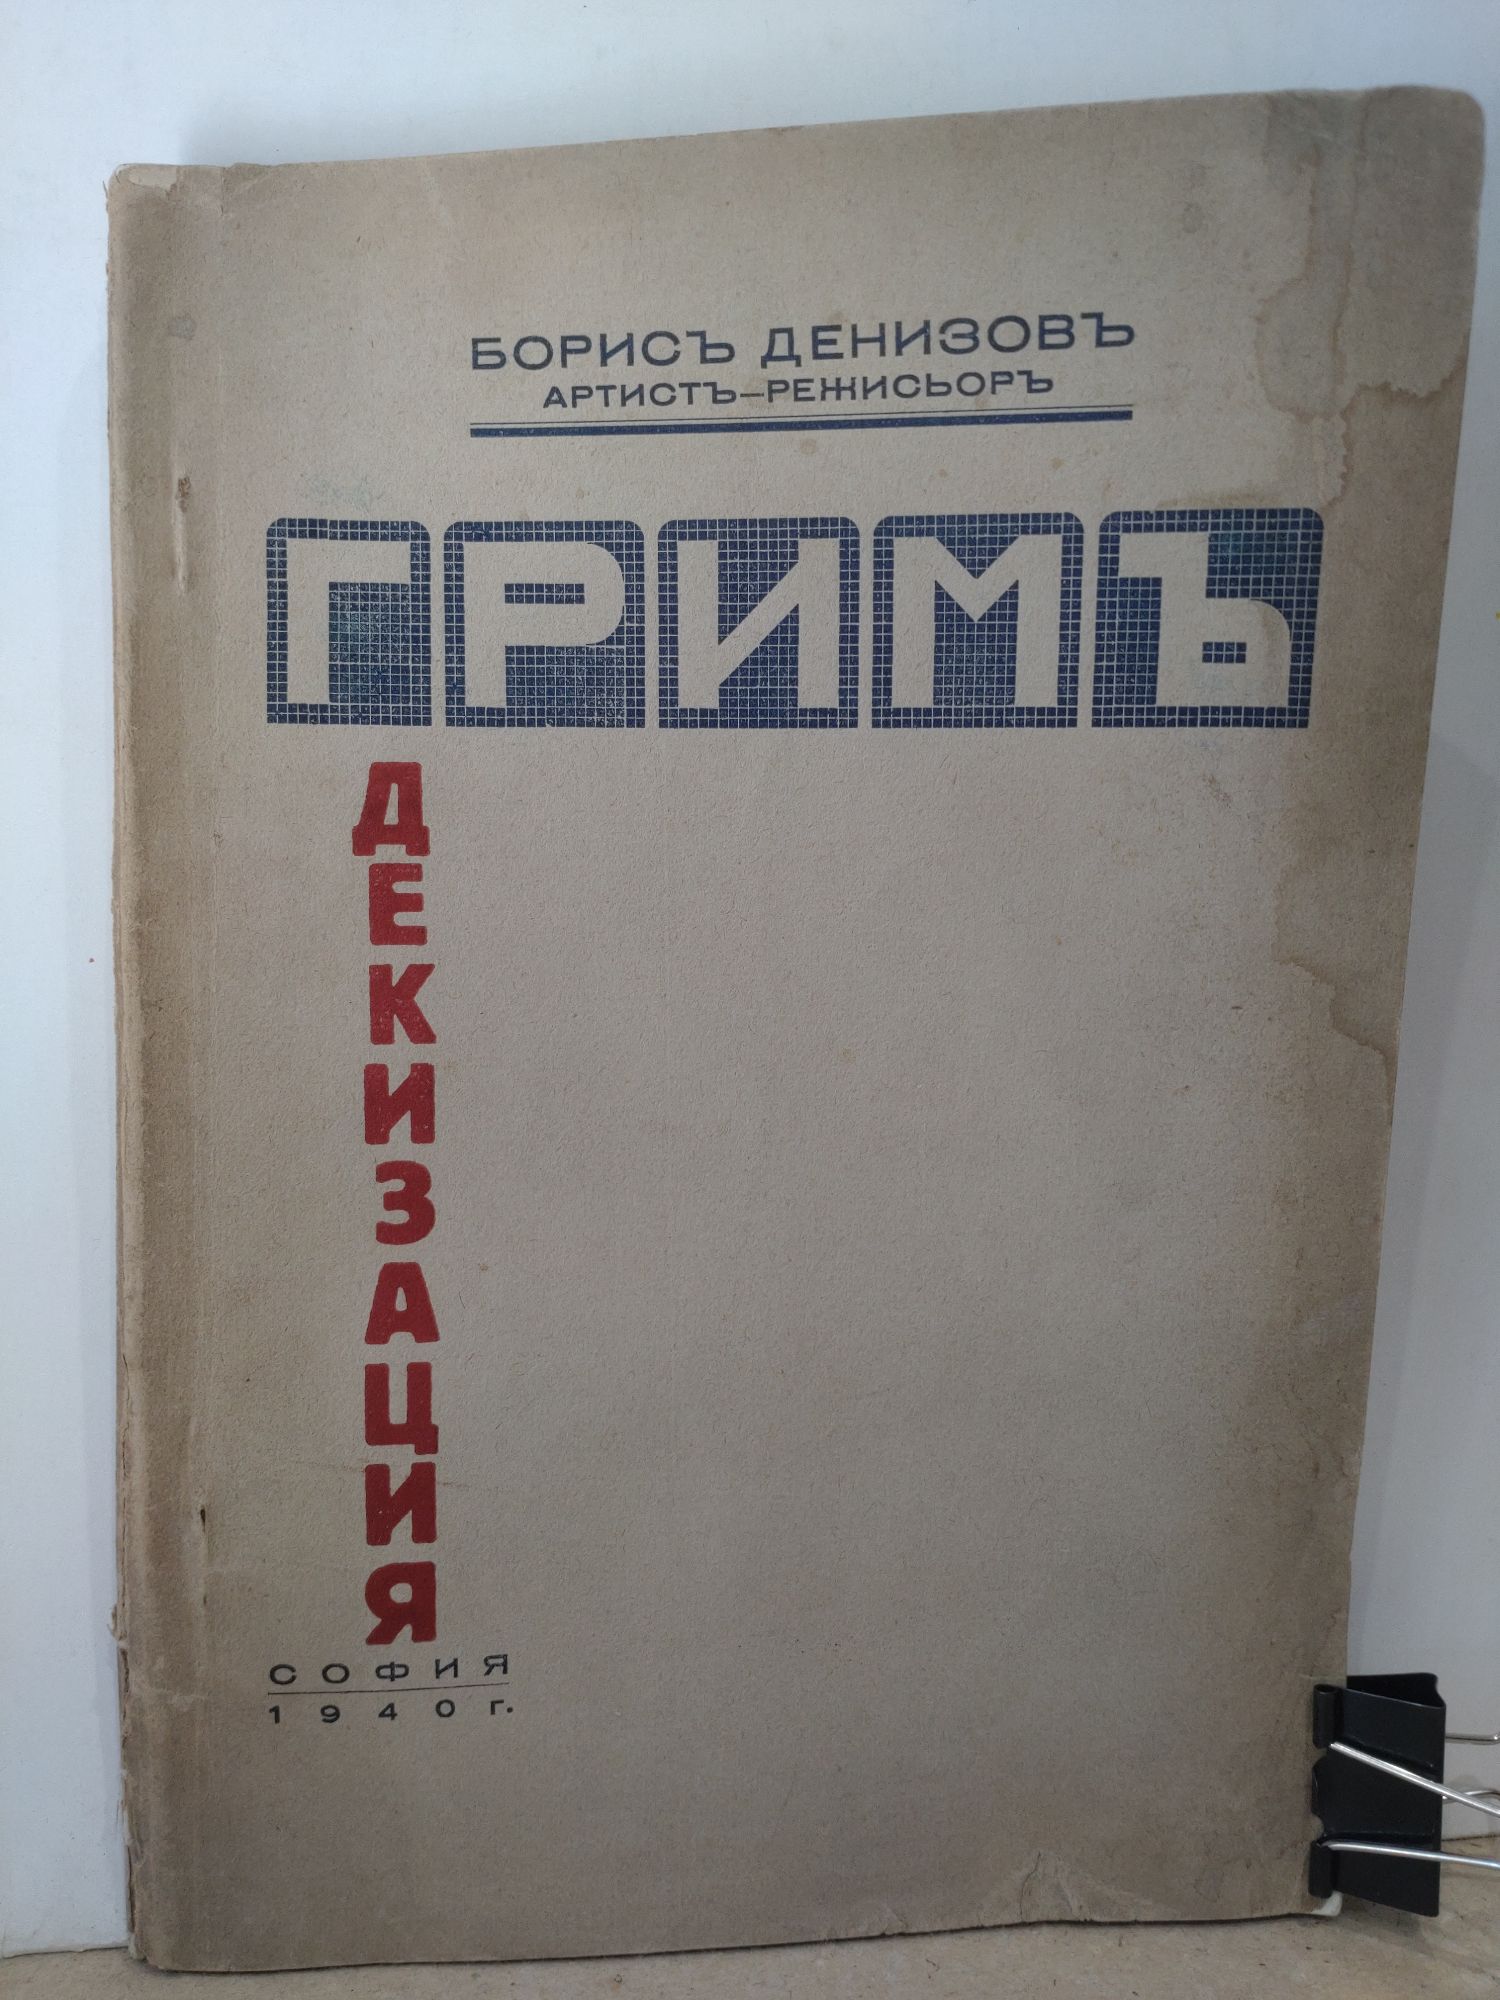 БОРИСЪ ДЕНИЗОВЪ
АРТИСТЪ–РЕЖИСЬОРЪ
ГРИМЪ
ДЕКИЗАЦИЯ
СОФИЯ
1940 г.